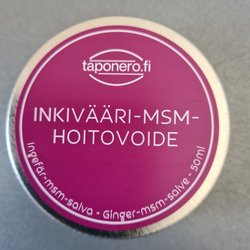 taponero.fi
INKIVÄÄRI-MSM-
HOITOVOIDE
Ingefär-msm-salva - Ginger-msm-salve - 50ml